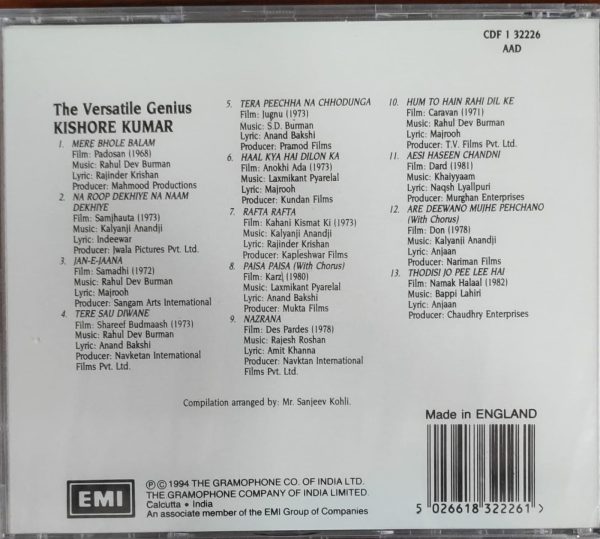 CDF 1 32226
AAD
The Versatile Genius
KISHORE KUMAR
1. MERE BHOLE BALAM
Film: Padosan (1968)
Music: Rahul Dev Burman
Lyric: Rajinder Krishan
Producer: Mahmood Productions
2. NA ROOP DEKHIYE NA NAAM
DEKHIYE
Film: Samjhauta (1973)
Music: Kalyanji Anandji
Lyric: Indeewar
Producer: Jwala Pictures Pvt. Ltd.
3. JAN-E-JAANA
Film: Samadhi (1972)
Music: Rahul Dev Burman
Lyric: Majrooh
Producer: Sangam Arts International
4. TERE SAU DIWANE
Film: Shareef Budmaash (1973)
Music: Rahul Dev Burman
Lyric: Anand Bakshi
Producer: Navketan International
Films Pvt. Ltd.
5. TERA PEECHHA NA CHHODUNGA
Film: Jugnu (1973)
Music: S.D. Burman
Lyric: Anand Bakshi
Producer: Pramod Films
6. HAAL KYA HAI DILON KA
Film: Anokhi Ada (1973)
Music: Laxmikant Pyarelal
Lyric: Majrooh
Producer: Kundan Films
7. RAFTA RAFTA
Film: Kahani Kismat Ki (1973)
Music: Kalyanji Anandji
Lyric: Rajinder Krishan
Producer: Kapleshwar Films
8. PAISA PAISA (With Chorus)
Film: Karz (1980)
Music: Laxmikant Pyarelal
Lyric: Anand Bakshi
Producer: Mukta Films
9. NAZRANA
Film: Des Pardes (1978)
Music: Rajesh Roshan
Lyric: Amit Khanna
Producer: Navktan International
Films Pvt. Ltd.
10. HUM TO HAIN RAHI DIL KE
Film: Caravan (1971)
Music: Rahul Dev Burman
Lyric: Majrooh
Producer: T.V. Films Pvt. Ltd.
11. AESI HASEEN CHANDNI
Film: Dard (1981)
Music: Khaiyyaam
Lyric: Naqsh Lyallpuri
Producer: Murghan Enterprises
12. ARE DEEWANO MUJHE PEHCHANO
(With Chorus)
Film: Don (1978)
Music: Kalyanji Anandji
Lyric: Anjaan
Producer: Nariman Films
13. THODISI JO PEE LEE HAI
Film: Namak Halaal (1982)
Music: Bappi Lahiri
Lyric: Anjaan
Producer: Chaudhry Enterprises
Compilation arranged by: Mr. Sanjeev Kohli.
Made in ENGLAND
EMI
℗ © 1994 THE GRAMOPHONE CO. OF INDIA LTD.
THE GRAMOPHONE COMPANY OF INDIA LIMITED.
Calcutta • India
An associate member of the EMI Group of Companies
5 026618 322261 >